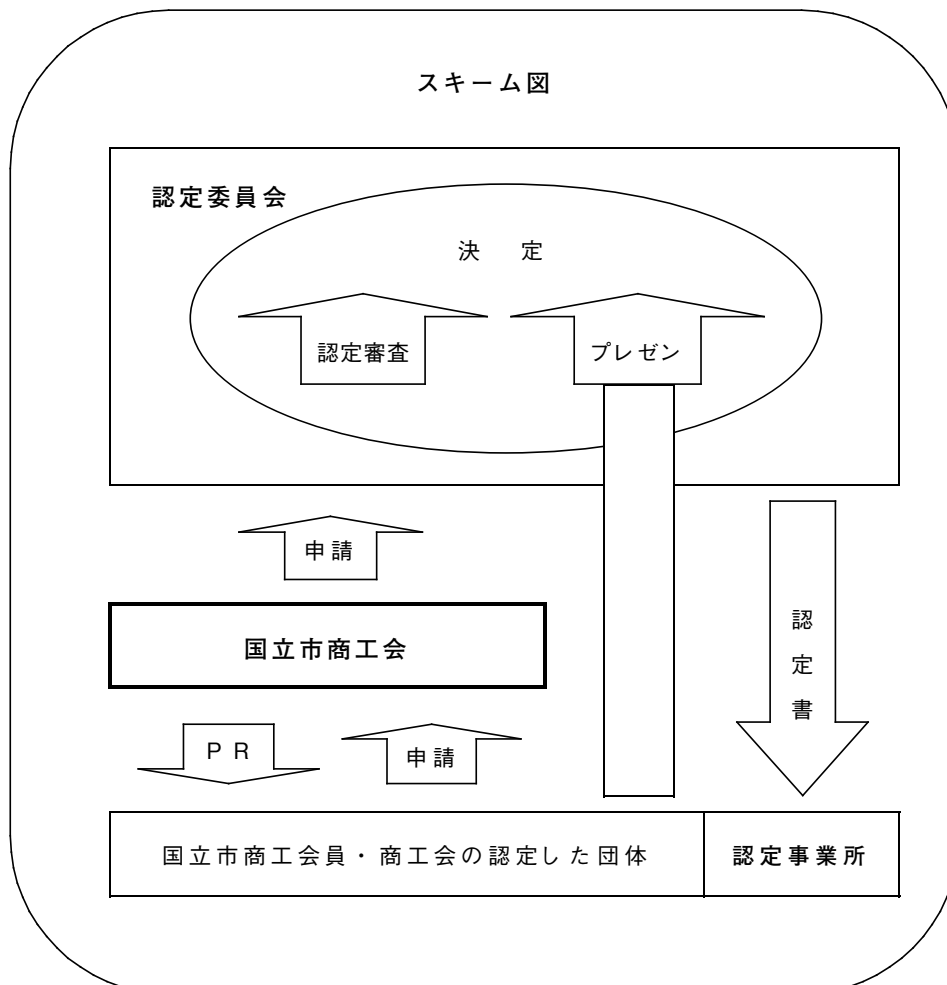 スキーム図
認定委員会
決 定
認定審査
プレゼン
申請
国立市商工会
認定書
PR
申請
国立市商工会員・商工会の認定した団体
認定事業所